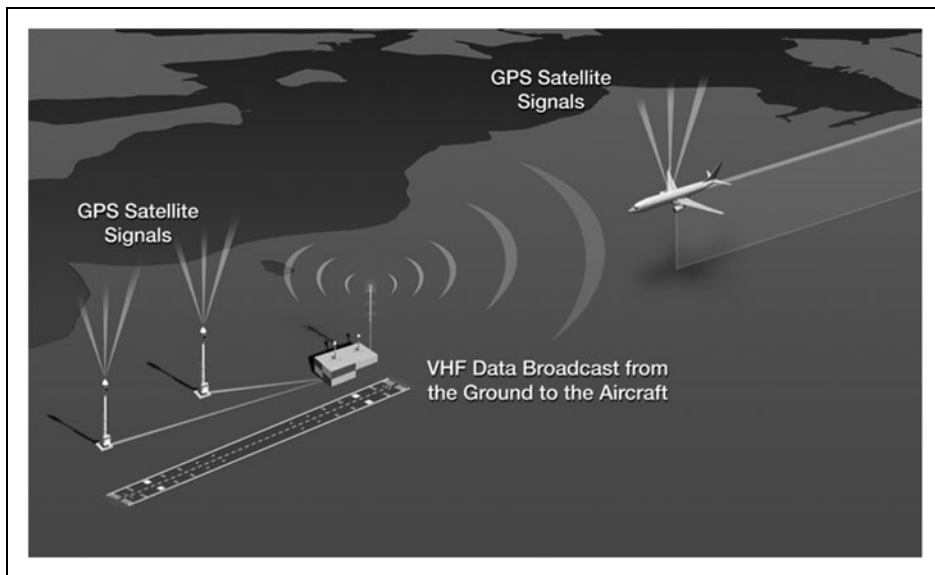 GPS Satellite
Signals
GPS Satellite
Signals
VHF Data Broadcast from
the Ground to the Aircraft